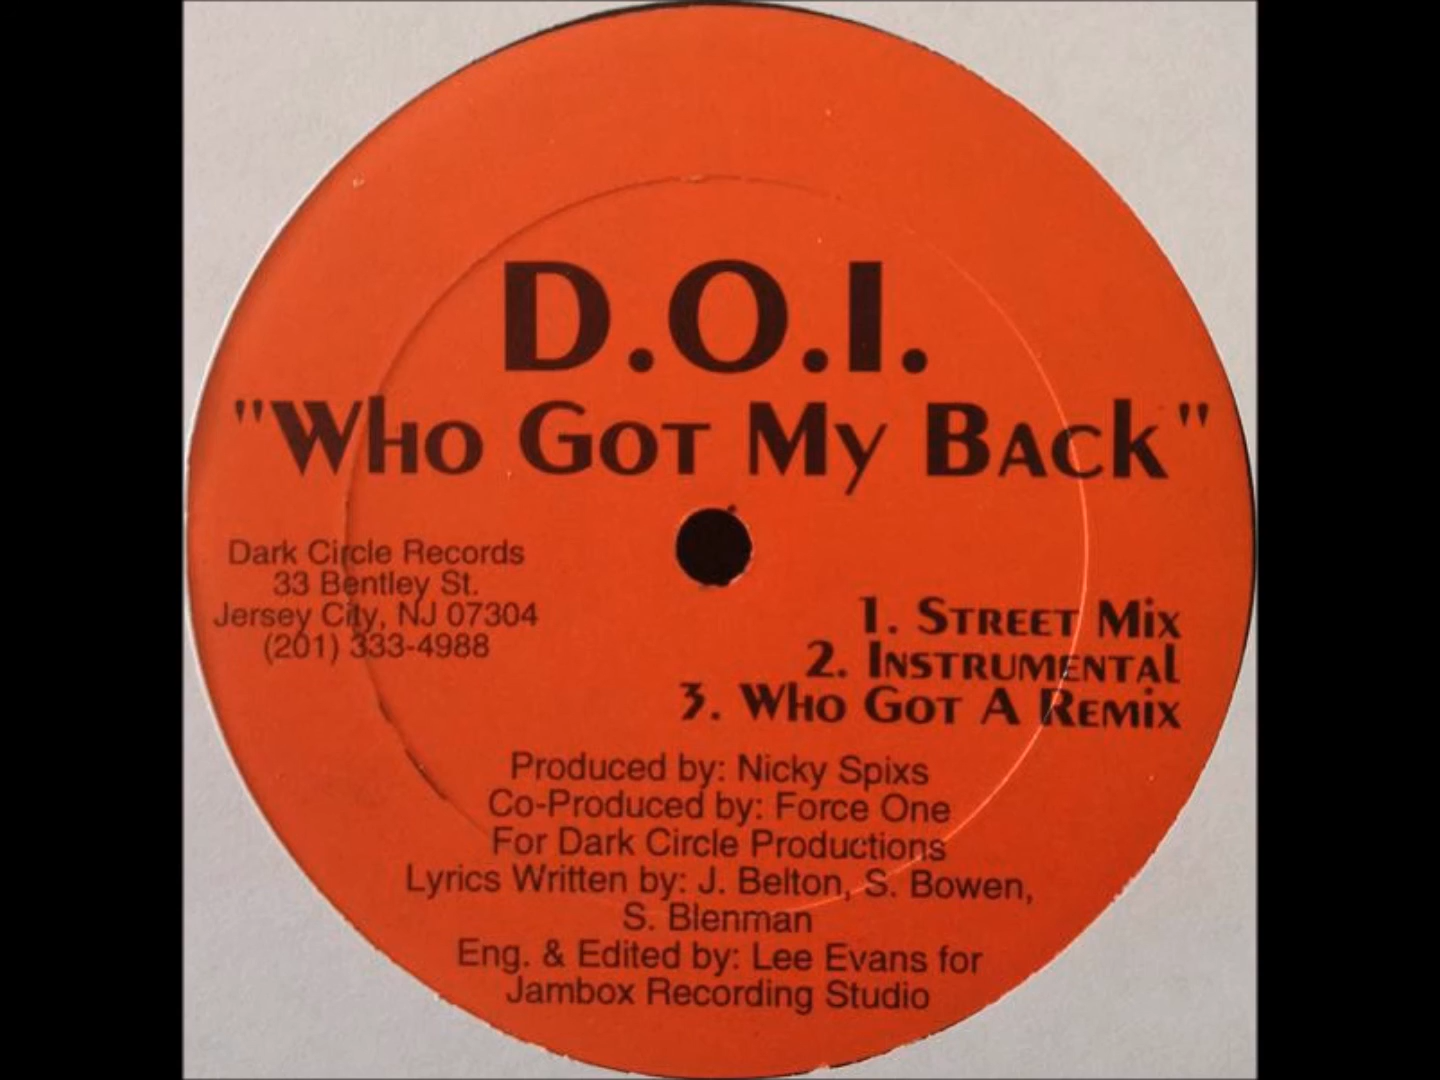 D.O.I.
"Who Got My Back"
Dark Circle Records
33 Bentley St.
Jersey City, NJ 07304
(201) 333-4988
1. Street Mix
2. Instrumental
3. Who Got A Remix
Produced by: Nicky Spixs
Co-Produced by: Force One
For Dark Circle Productions
Lyrics Written by: J. Belton, S. Bowen,
S. Blenman
Eng. & Edited by: Lee Evans for
Jambox Recording Studio